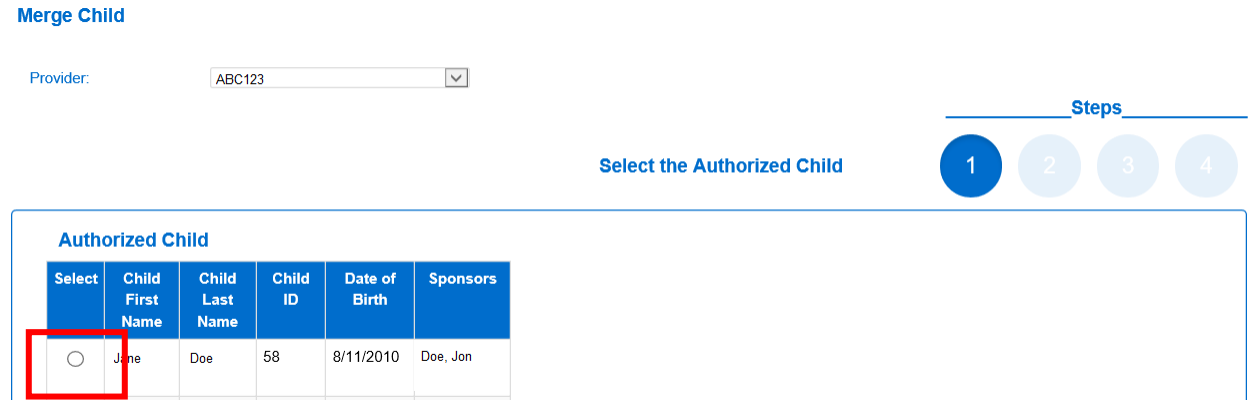 Merge Child
Provider: ABC123
Steps
Select the Authorized Child 1 2 3 4
Authorized Child
Select Child First Name Child Last Name Child ID Date of Birth Sponsors
Jane Doe 58 8/11/2010 Doe, Jon